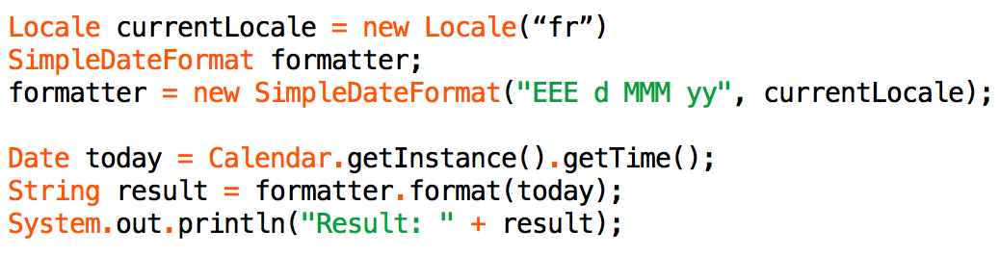 Locale currentLocale = new Locale(“fr”)
SimpleDateFormat formatter;
formatter = new SimpleDateFormat("EEE d MMM yy", currentLocale);
Date today = Calendar.getInstance().getTime();
String result = formatter.format(today);
System.out.println("Result: " + result);